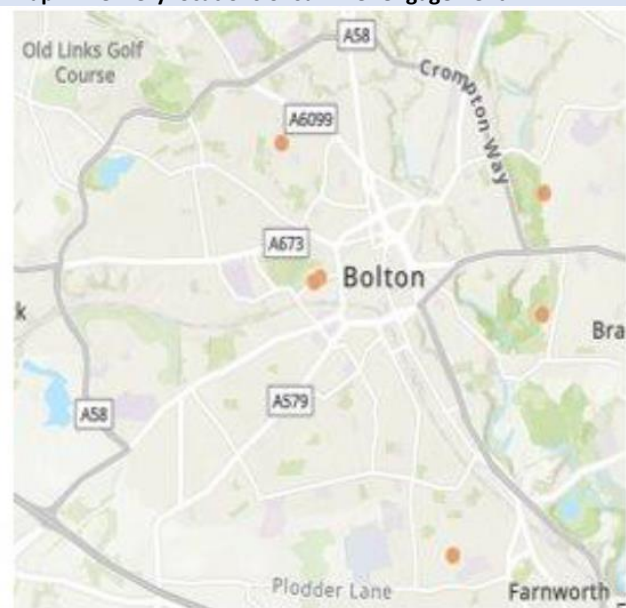 Old Links Golf
Course
A58
Crompton Way
A6099
A673
Bolton
k
Bra
A58
A579
Plodder Lane
Farnworth